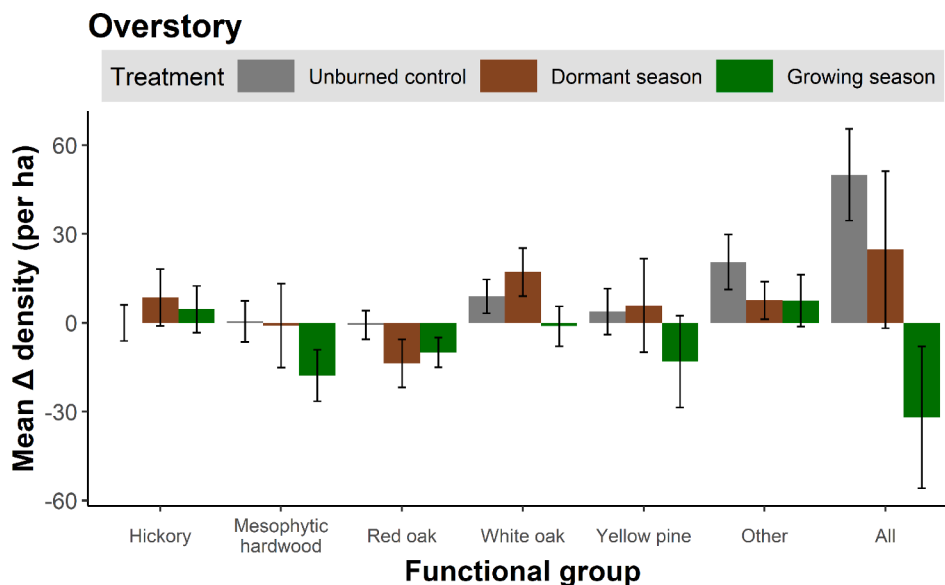 Overstory
Treatment Unburned control Dormant season Growing season
Mean Δ density (per ha)
60
30
0
-30
-60
Hickory Mesophytic hardwood Red oak White oak Yellow pine Other All
Functional group